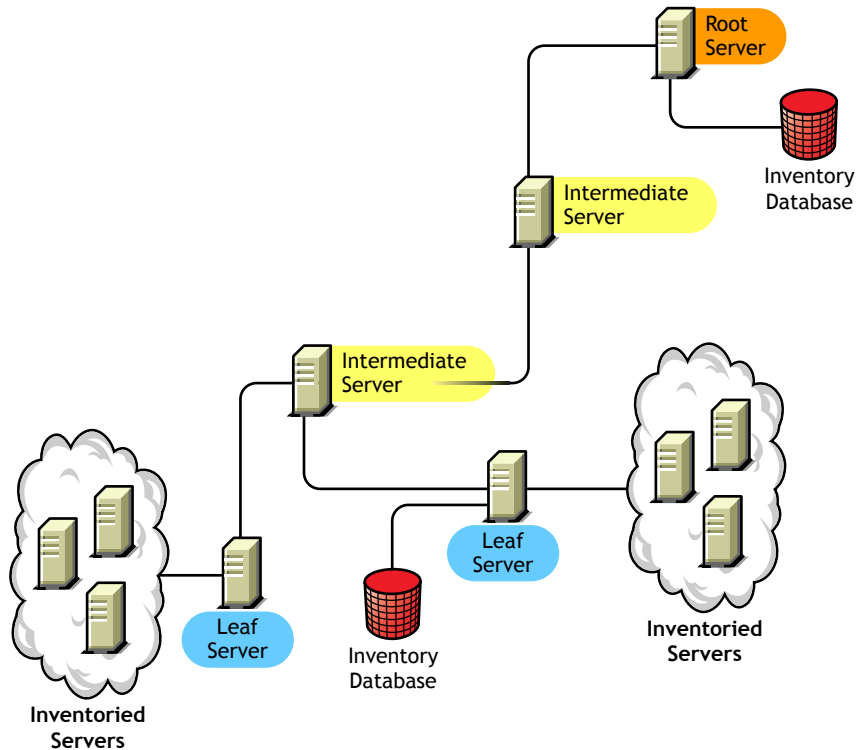 Root
Server
Inventory
Database
Intermediate
Server
Intermediate
Server
Leaf
Server
Inventoried
Servers
Leaf
Server
Inventory
Database
Inventoried
Servers